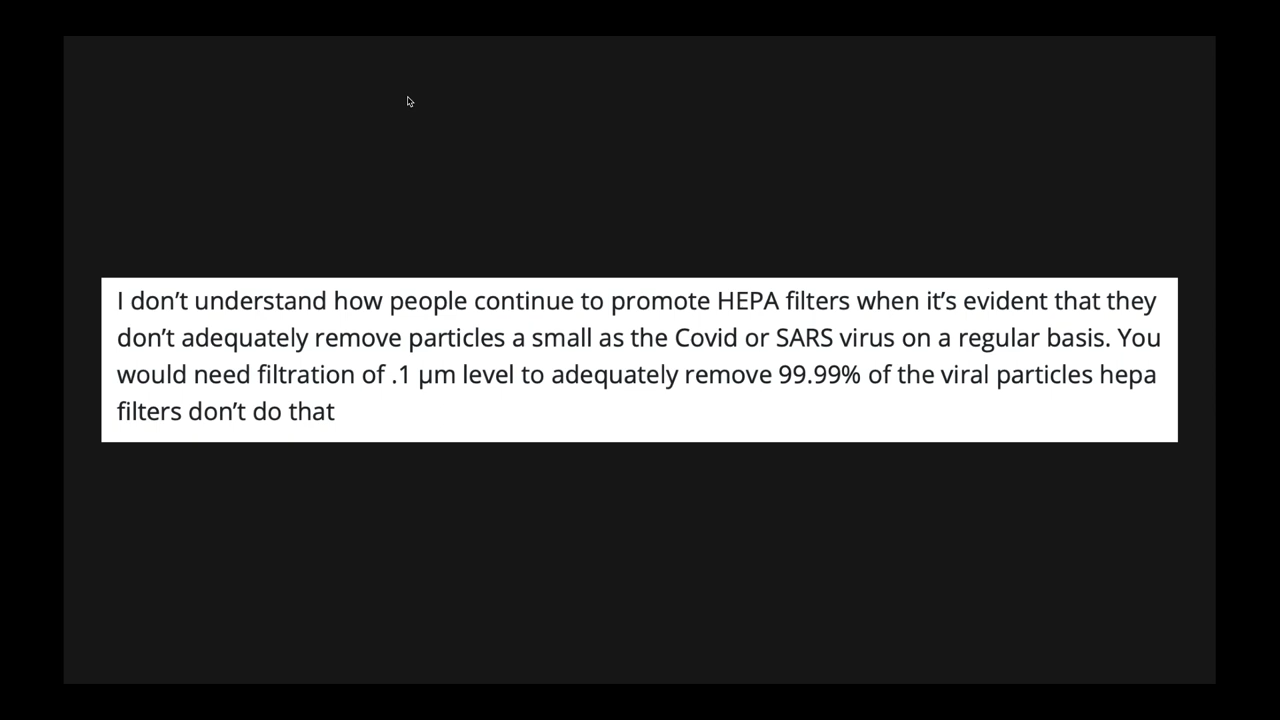 I don’t understand how people continue to promote HEPA filters when it’s evident that they
don’t adequately remove particles a small as the Covid or SARS virus on a regular basis. You
would need filtration of .1 µm level to adequately remove 99.99% of the viral particles hepa
filters don’t do that